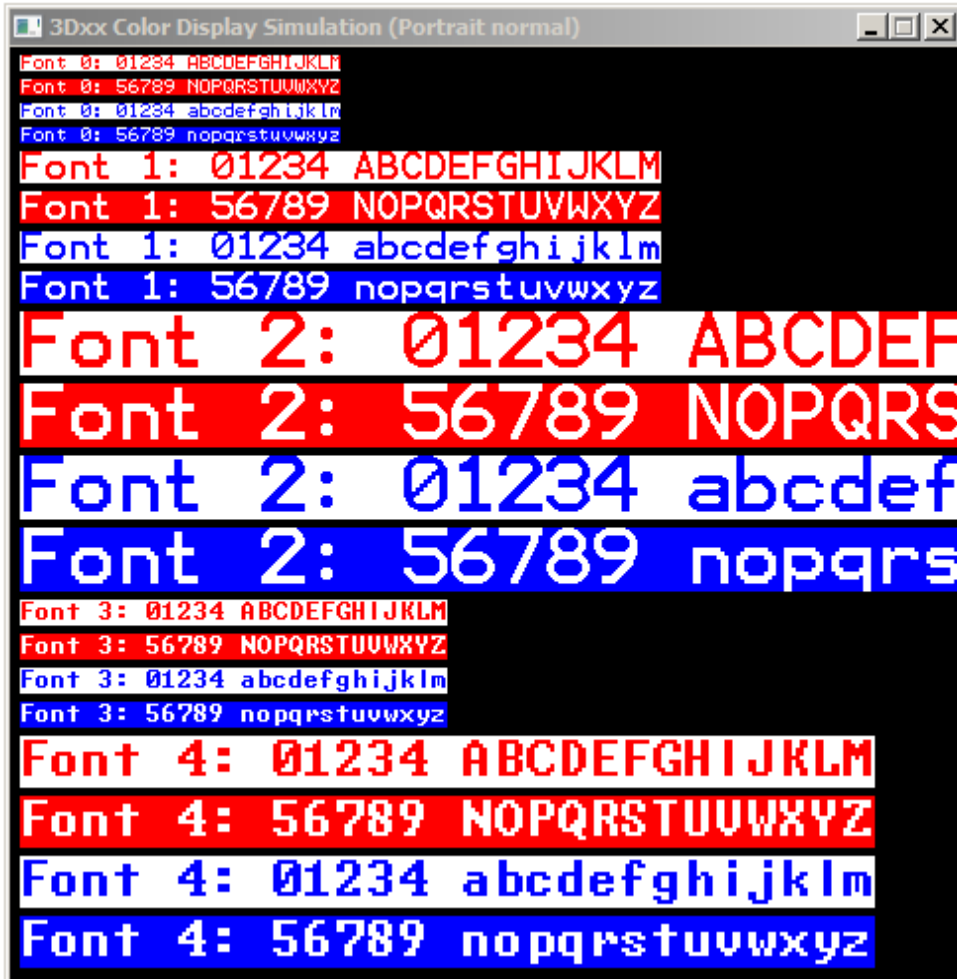 3Dxx Color Display Simulation (Portrait normal)
Font 0: 01234 ABCDEFGHIJKLM
Font 0: 56789 NOPQRSTUVWXYZ
Font 0: 01234 abcdefghijklm
Font 0: 56789 nopqrstuvwxyz
Font 1: 01234 ABCDEFGHIJKLM
Font 1: 56789 NOPQRSTUVWXYZ
Font 1: 01234 abcdefghijklm
Font 1: 56789 nopqrstuvwxyz
Font 2: 01234 ABCDEF
Font 2: 56789 NOPQRS
Font 2: 01234 abcdef
Font 2: 56789 nopqrs
Font 3: 01234 ABCDEFGHIJKLM
Font 3: 56789 NOPQRSTUVWXYZ
Font 3: 01234 abcdefghijklm
Font 3: 56789 nopqrstuvwxyz
Font 4: 01234 ABCDEFGHIJKLM
Font 4: 56789 NOPQRSTUVWXYZ
Font 4: 01234 abcdefghijklm
Font 4: 56789 nopqrstuvwxyz